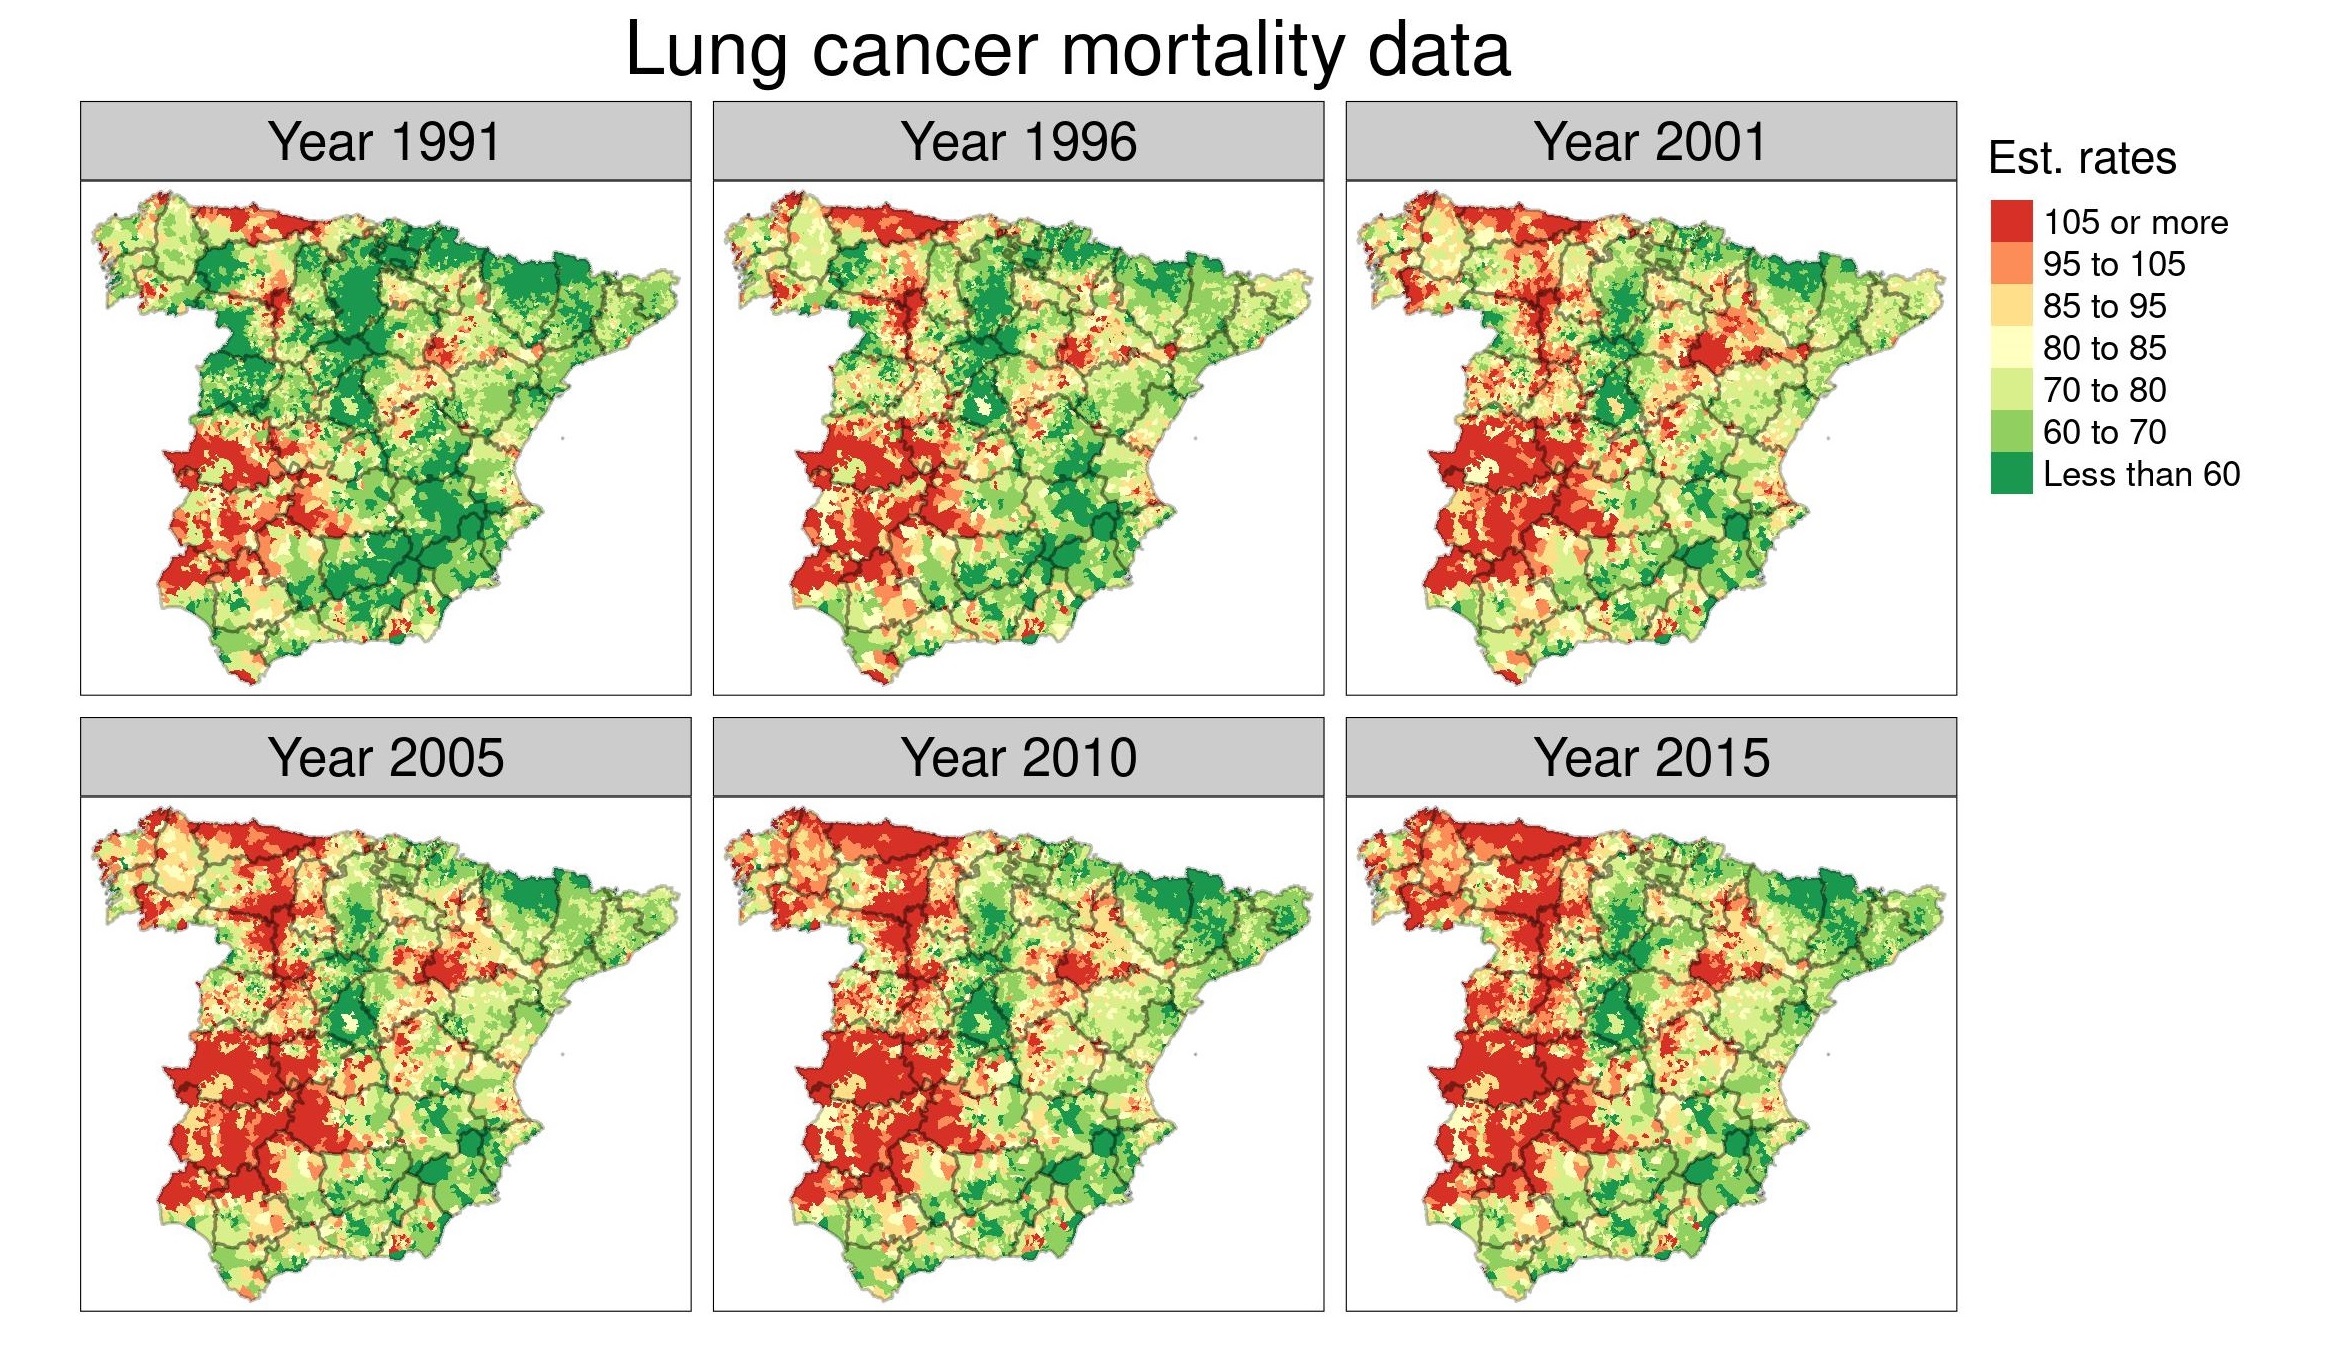 Lung cancer mortality data
Year 1991
Year 1996
Year 2001
Est. rates
105 or more
95 to 105
85 to 95
80 to 85
70 to 80
60 to 70
Less than 60
Year 2005
Year 2010
Year 2015